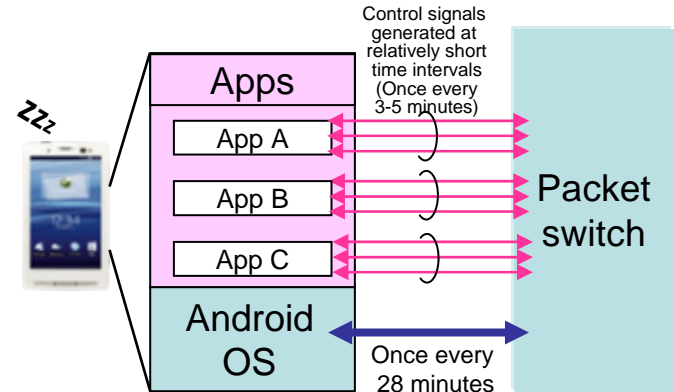 Control signals
generated at
relatively short
time intervals
(Once every
3-5 minutes)
Apps
zzz
App A
App B
App C
Packet
switch
Android
OS
Once every
28 minutes